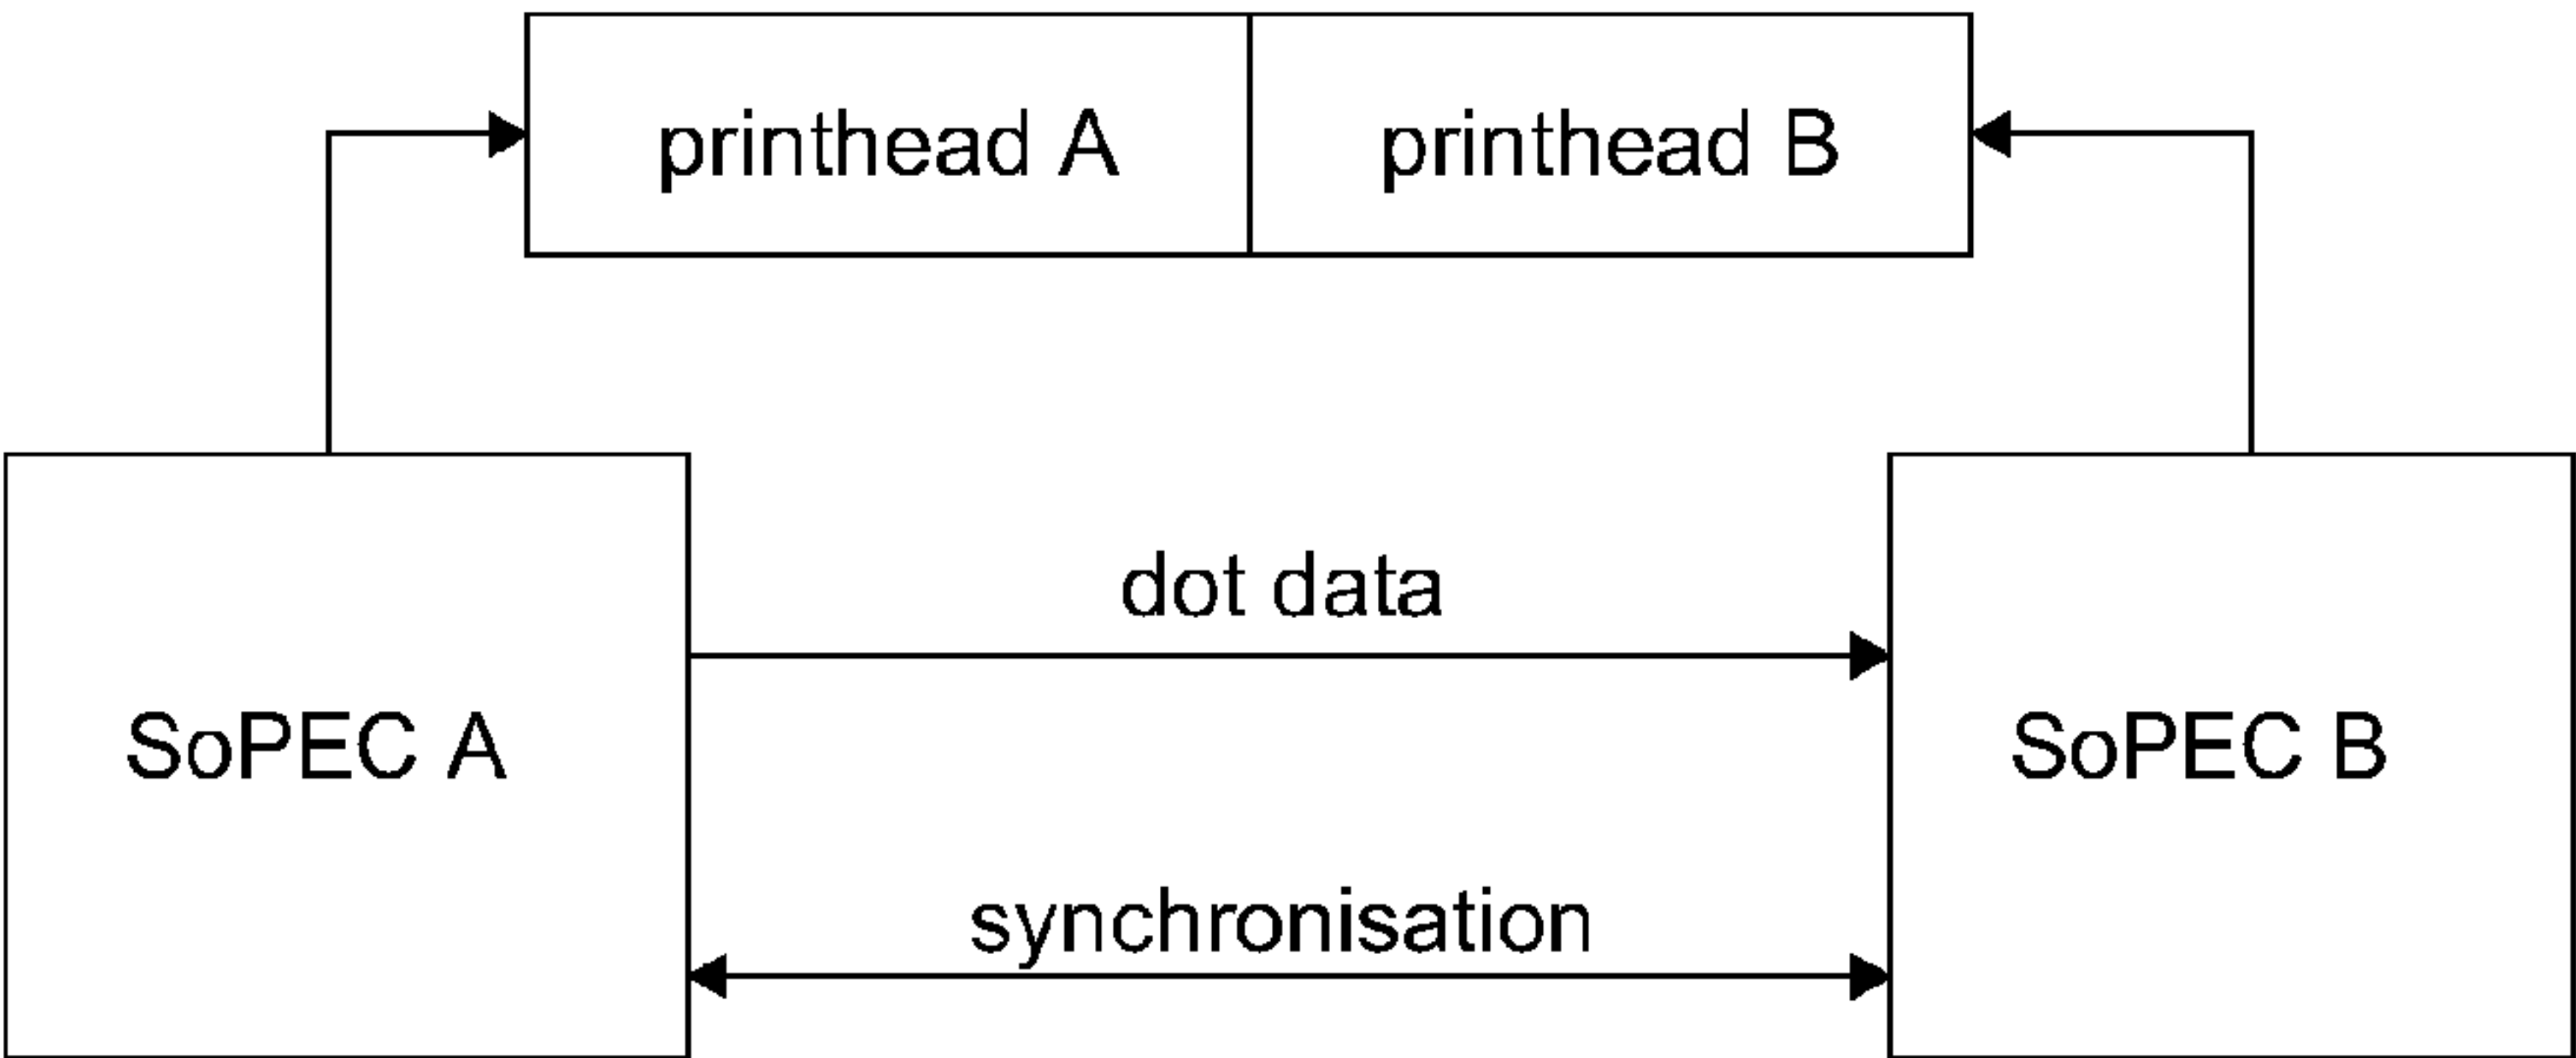 printhead A
printhead B
dot data
SoPEC A
SoPEC B
synchronisation